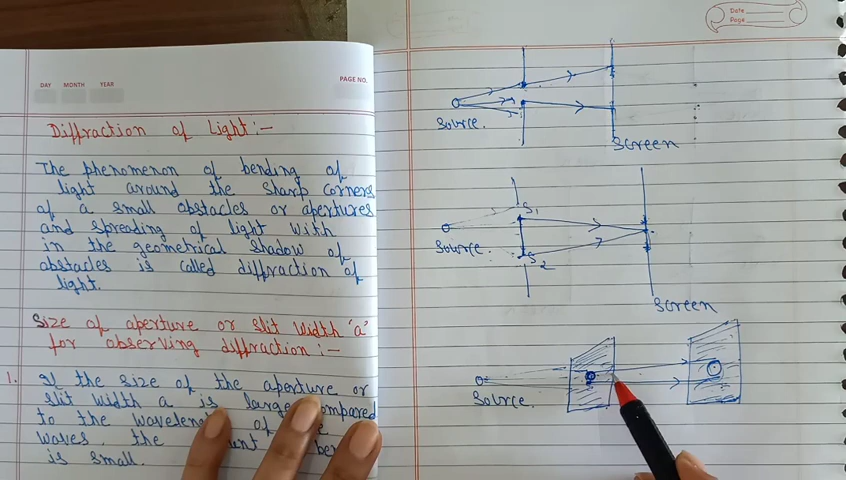 DAY MONTH YEAR
PAGE NO.
Diffraction of Light:-
The phenomenon of bending of
light around the sharp corners
of a small obstacles or apertures
and spreading of light with
in the geometrical shadow of
obstacles is called diffraction of
light.
Size of aperture or slit width 'a'
for observing diffraction:-
1. If the size of the aperture or
slit width a is large compared
to the of
waves. the
is small.
Date
Page
Source.
Screen
S1
Source.
S2
Screen
Source.